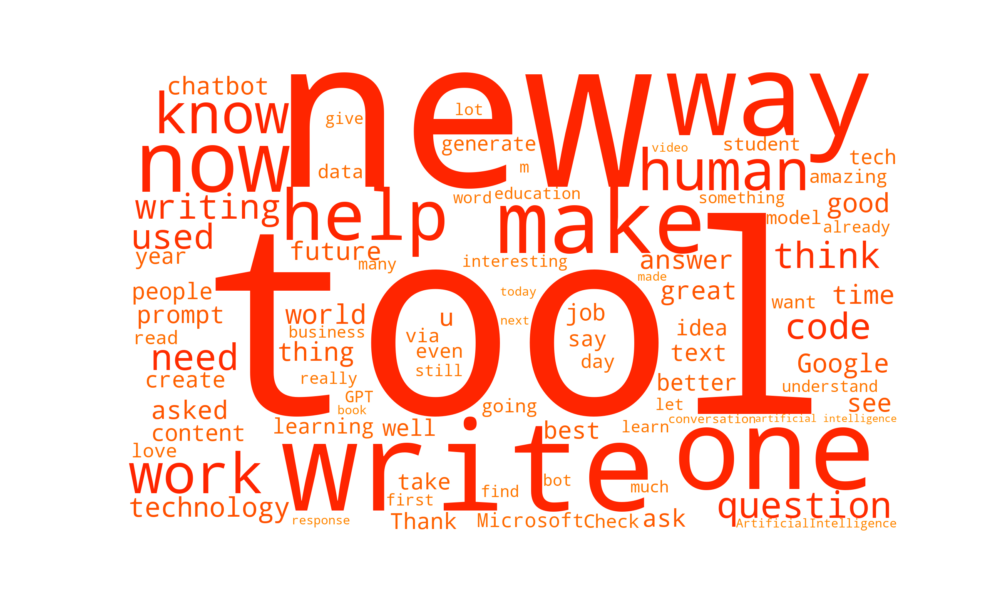 new
way
chatbot
know
give
lot
generate
video
student
tech
now
data
m
human
amazing
writing
help
word
education
make
something
good
model
already
used
future
many
interesting
answer
think
year
made
people
tool
today
great
want
time
prompt
world
u
next
job
idea
code
read
business
via
say
need
thing
even
day
text
Google
create
really
still
better
understand
asked
GPT
book
going
let
see
content
learning
well
best
learn
conversation
artificial intelligence
love
work
write
one
technology
take
first
find
bot
much
question
response
Thank
Microsoft
Check
ask
ArtificialIntelligence